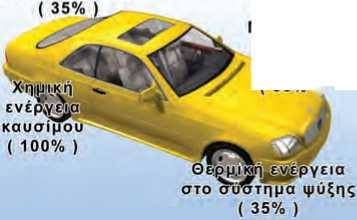 ( 35% )
Χημική
ενέργεια
καυσίμου
( 100% )
Θερμική ενέργεια
στο σύστημα ψύξης
( 35% )